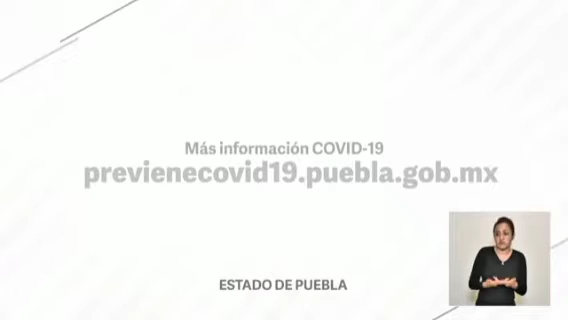 Más información COVID-19
previenecovid19.puebla.gob.mx
ESTADO DE PUEBLA